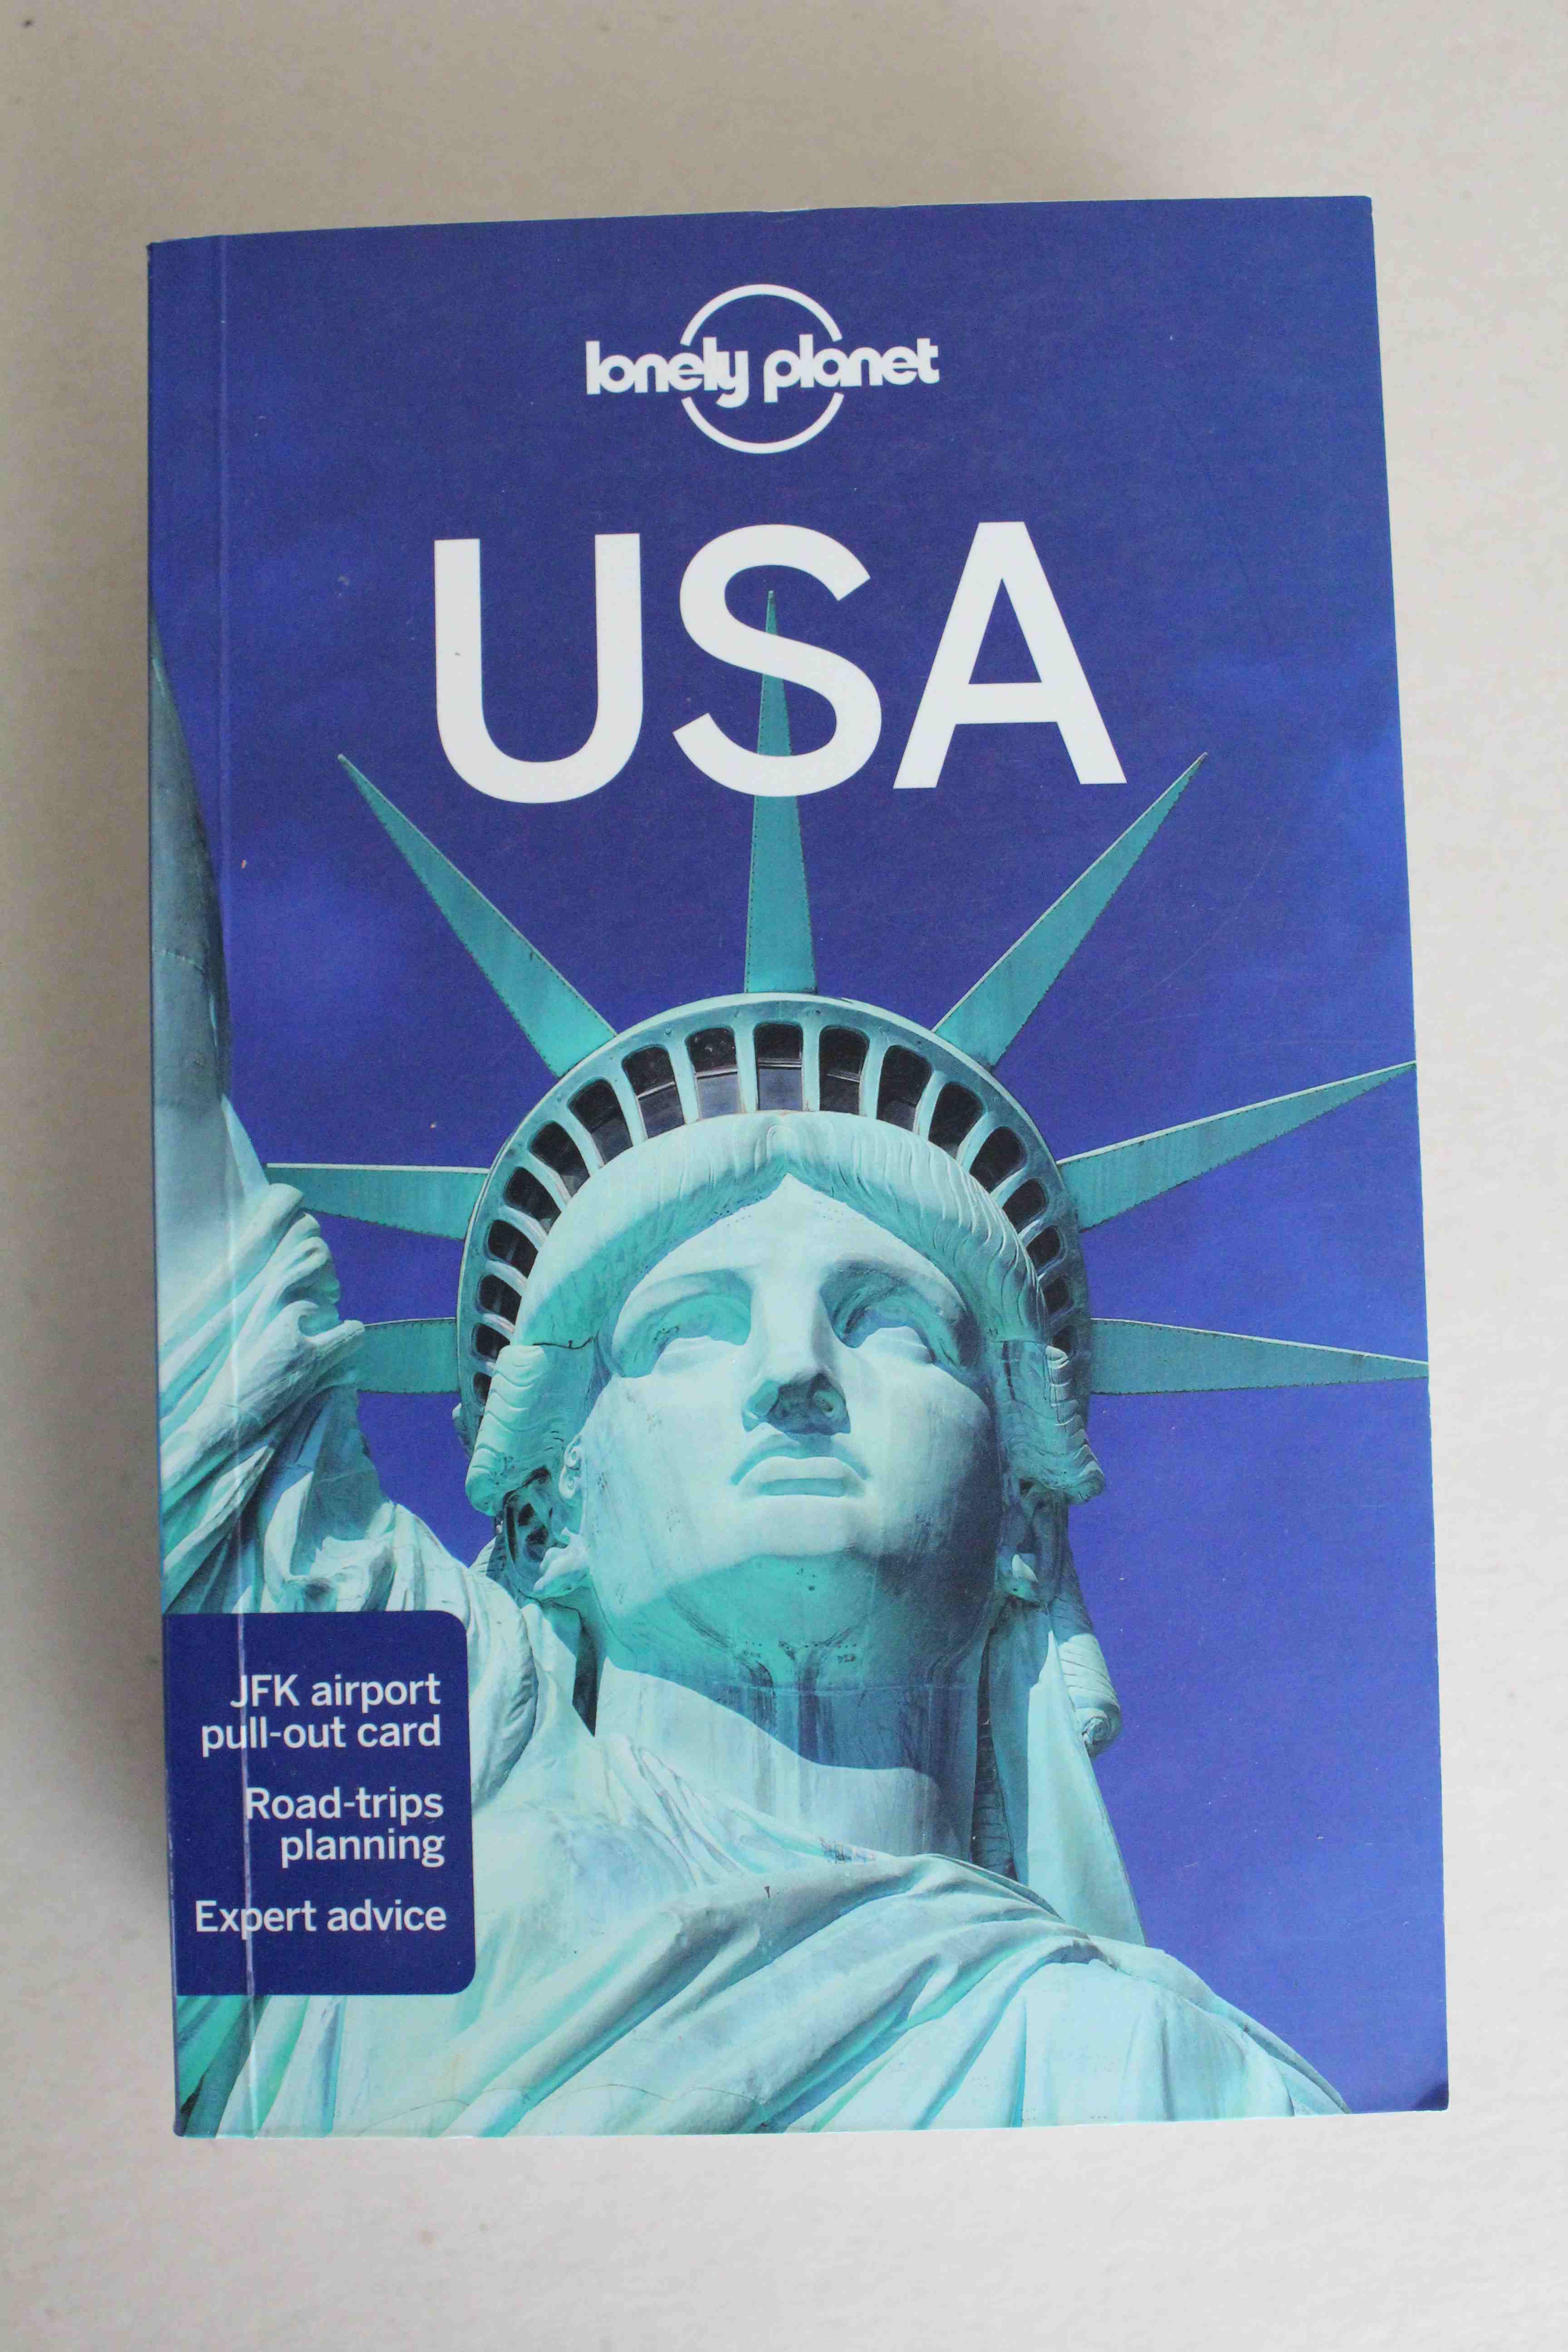 lonely planet
USA
JFK airport
pull-out card
Road-trips
planning
Expert advice